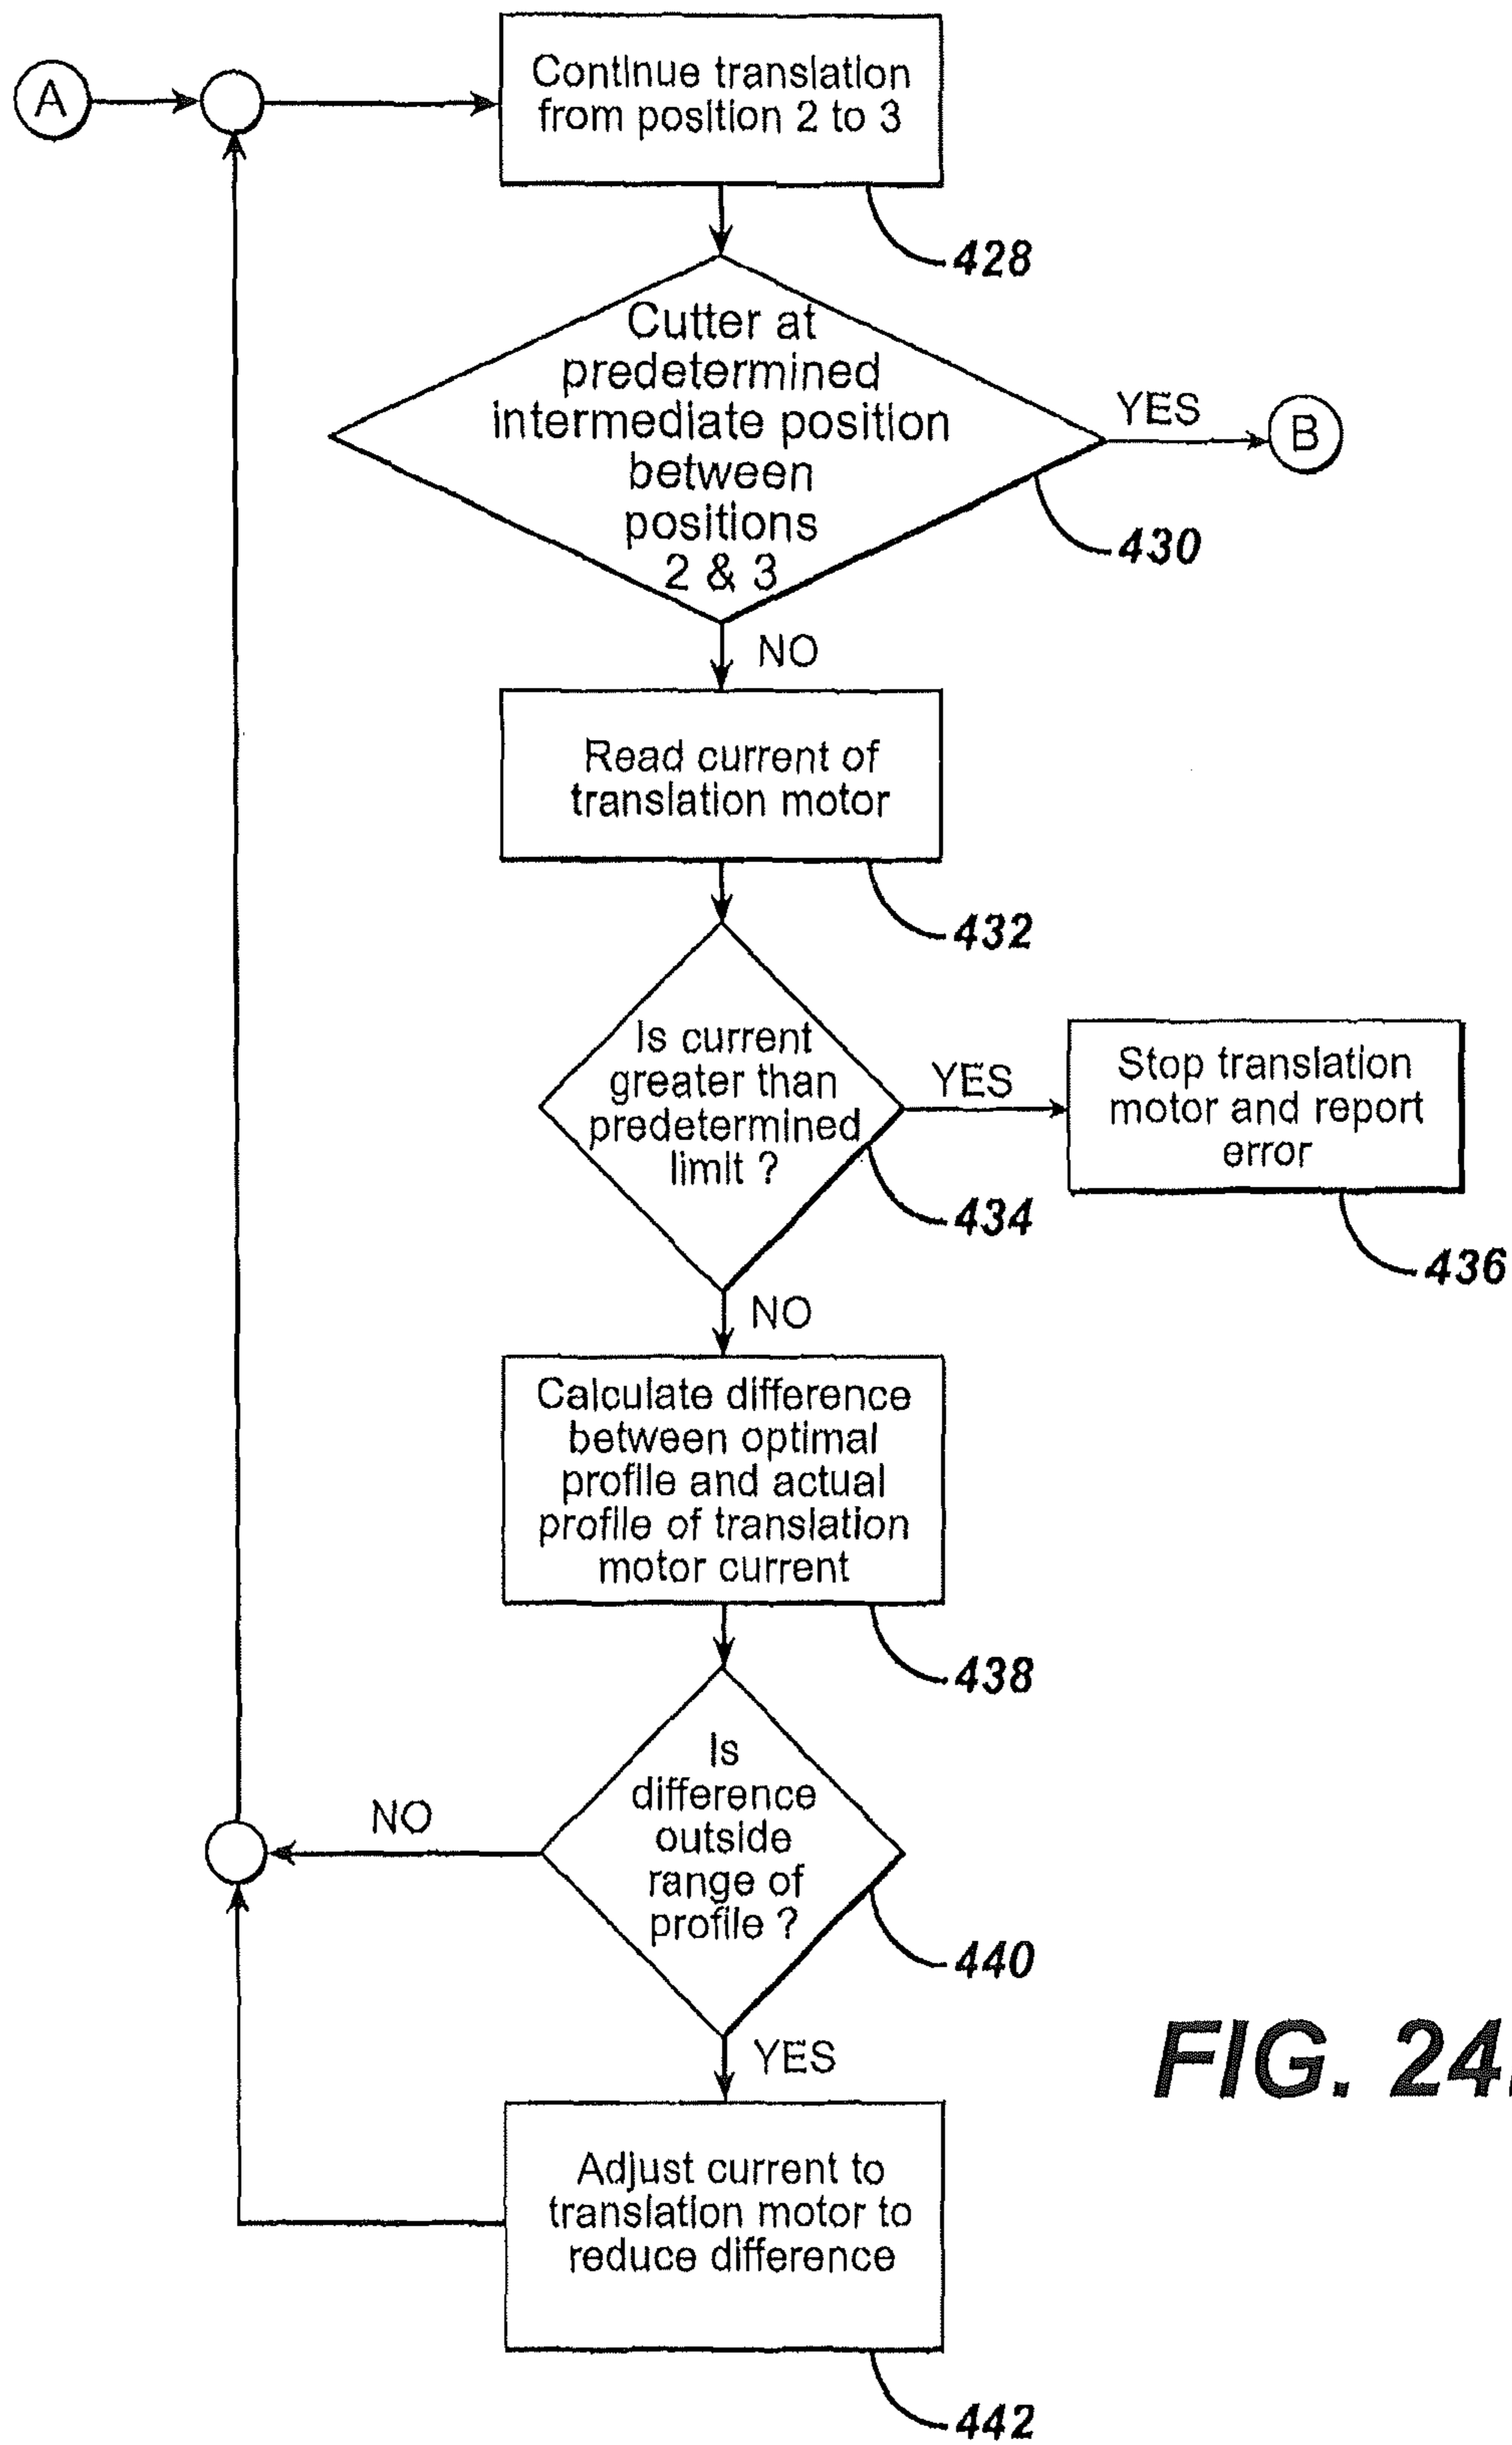 A
Continue translation
from position 2 to 3
428
Cutter at
predetermined
intermediate position
between
positions
2 & 3
YES
B
430
NO
Read current of
translation motor
432
Is current
greater than
predetermined
limit ?
YES
Stop translation
motor and report
error
434
436
NO
Calculate difference
between optimal
profile and actual
profile of translation
motor current
438
Is
difference
outside
range of
profile ?
NO
440
YES
FIG. 24
Adjust current to
translation motor to
reduce difference
442